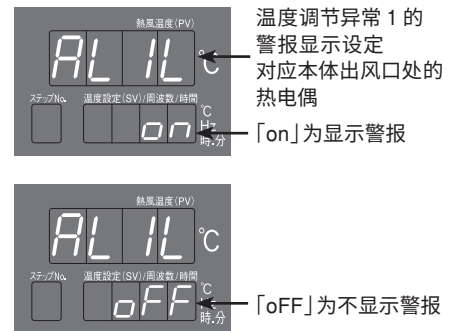 熱風温度(PV)
AL 1L ℃
ステップNo.
温度設定(SV)/周波数/時間
on
℃
Hz
時.分
温度调节异常 1 的
警报显示设定
对应本体出风口处的
热电偶
「on」为显示警报
熱風温度(PV)
AL 1L ℃
ステップNo.
温度設定(SV)/周波数/時間
oFF
℃
時.分
「oFF」为不显示警报